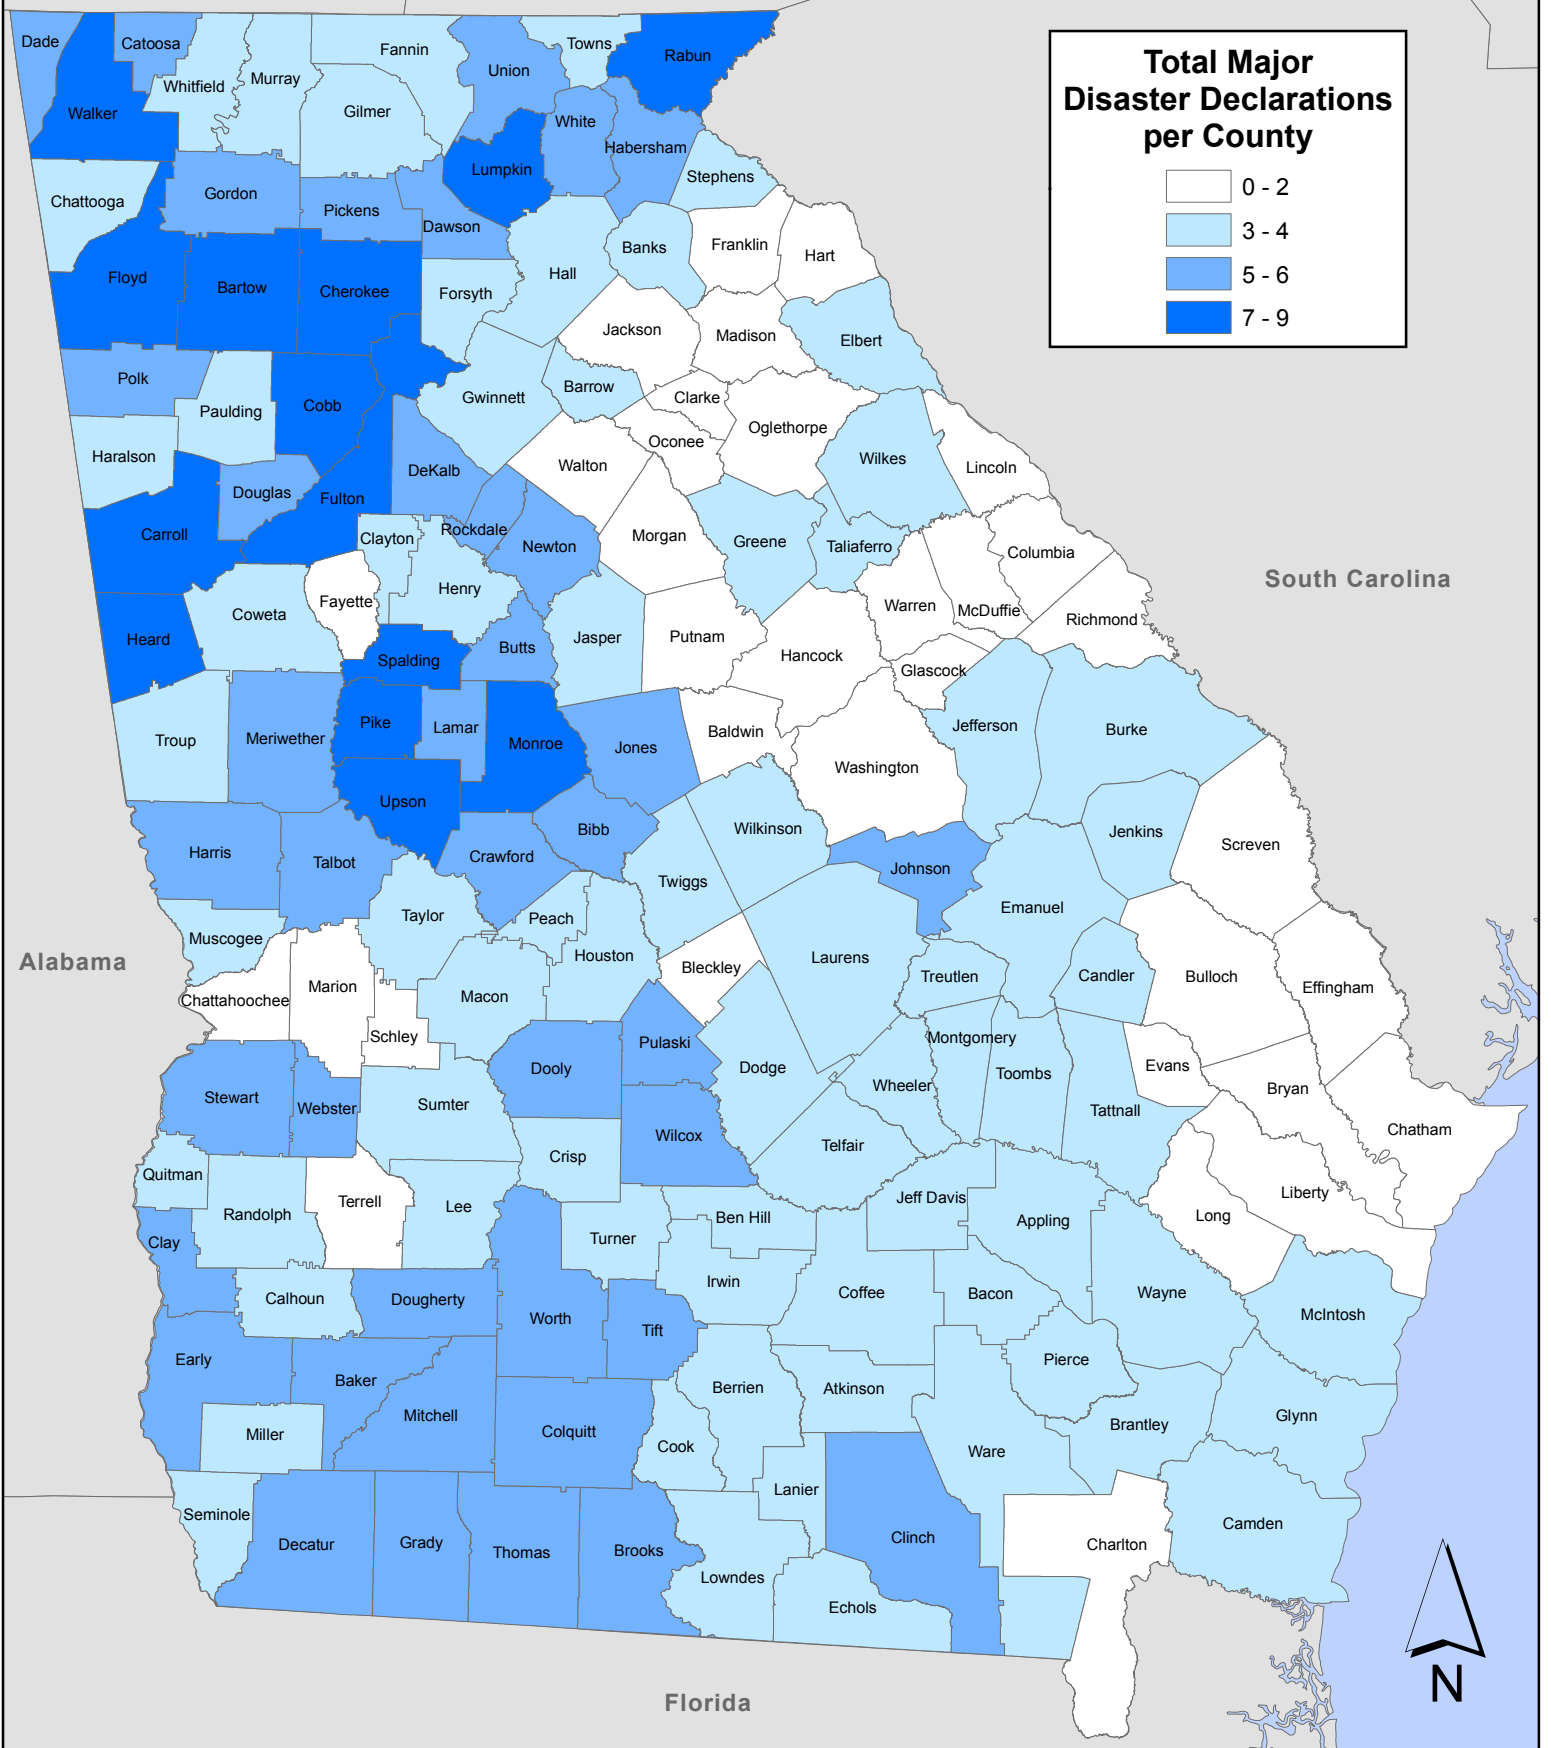 Total Major
Disaster Declarations
per County
0 - 2
3 - 4
5 - 6
7 - 9
Dade
Catoosa
Fannin
Towns
Rabun
Union
Whitfield
Murray
Walker
Gilmer
White
Habersham
Lumpkin
Stephens
Chattooga
Gordon
Pickens
Dawson
Banks
Franklin
Hart
Hall
Floyd
Bartow
Cherokee
Forsyth
Jackson
Madison
Elbert
Polk
Paulding
Cobb
Gwinnett
Barrow
Clarke
Oglethorpe
Oconee
Haralson
DeKalb
Walton
Wilkes
Lincoln
Douglas
Fulton
Carroll
Clayton
Rockdale
Newton
Morgan
Greene
Taliaferro
Columbia
South Carolina
Henry
Fayette
Coweta
Warren
McDuffie
Richmond
Heard
Spalding
Butts
Jasper
Putnam
Hancock
Glascock
Troup
Meriwether
Pike
Lamar
Monroe
Jones
Baldwin
Jefferson
Burke
Washington
Upson
Bibb
Wilkinson
Jenkins
Screven
Harris
Talbot
Crawford
Twiggs
Johnson
Emanuel
Taylor
Peach
Muscogee
Houston
Laurens
Alabama
Bleckley
Treutlen
Candler
Bulloch
Effingham
Chattahoochee
Marion
Macon
Schley
Pulaski
Montgomery
Dooly
Dodge
Wheeler
Toombs
Evans
Bryan
Stewart
Webster
Sumter
Tattnall
Chatham
Wilcox
Telfair
Crisp
Quitman
Randolph
Terrell
Lee
Jeff Davis
Liberty
Long
Ben Hill
Appling
Turner
Clay
Irwin
Calhoun
Dougherty
Coffee
Bacon
Wayne
McIntosh
Worth
Tift
Early
Baker
Pierce
Berrien
Atkinson
Mitchell
Miller
Colquitt
Cook
Brantley
Glynn
Ware
Lanier
Seminole
Decatur
Grady
Thomas
Brooks
Clinch
Charlton
Camden
Lowndes
Echols
Florida
N